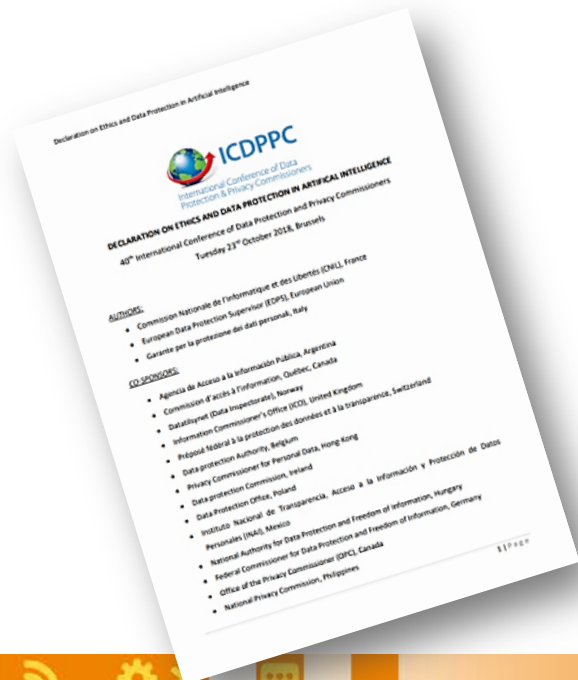 Declaration on Ethics and Data Protection in Artificial Intelligence
ICDPPC
International Conference of Data
Protection & Privacy Commissioners
DECLARATION ON ETHICS AND DATA PROTECTION IN ARTIFICAL INTELLIGENCE
40th International Conference of Data Protection and Privacy Commissioners
Tuesday 23rd October 2018, Brussels
AUTHORS:
• Commission Nationale de l'Informatique et des Libertés (CNIL), France
• European Data Protection Supervisor (EDPS), European Union
• Garante per la protezione dei dati personali, Italy
CO-SPONSORS:
• Agencia de Acceso a la Información Pública, Argentina
• Commission d'accès à l'information, Québec, Canada
• Datatilsynet (Data Inspectorate), Norway
• Information Commissioner's Office (ICO), United Kingdom
• Préposé fédéral à la protection des données et à la transparence, Switzerland
• Data protection Authority, Belgium
• Privacy Commissioner for Personal Data, Hong Kong
• Data protection Commission, Ireland
• Data Protection Office, Poland
• Instituto Nacional de Transparencia, Acceso a la Información y Protección de Datos
Personales (INAI), Mexico
• National Authority for Data Protection and Freedom of Information, Hungary
• Federal Commissioner for Data Protection and Freedom of Information, Germany
• Office of the Privacy Commissioner (OPC), Canada
• National Privacy Commission, Philippines
1 | Page